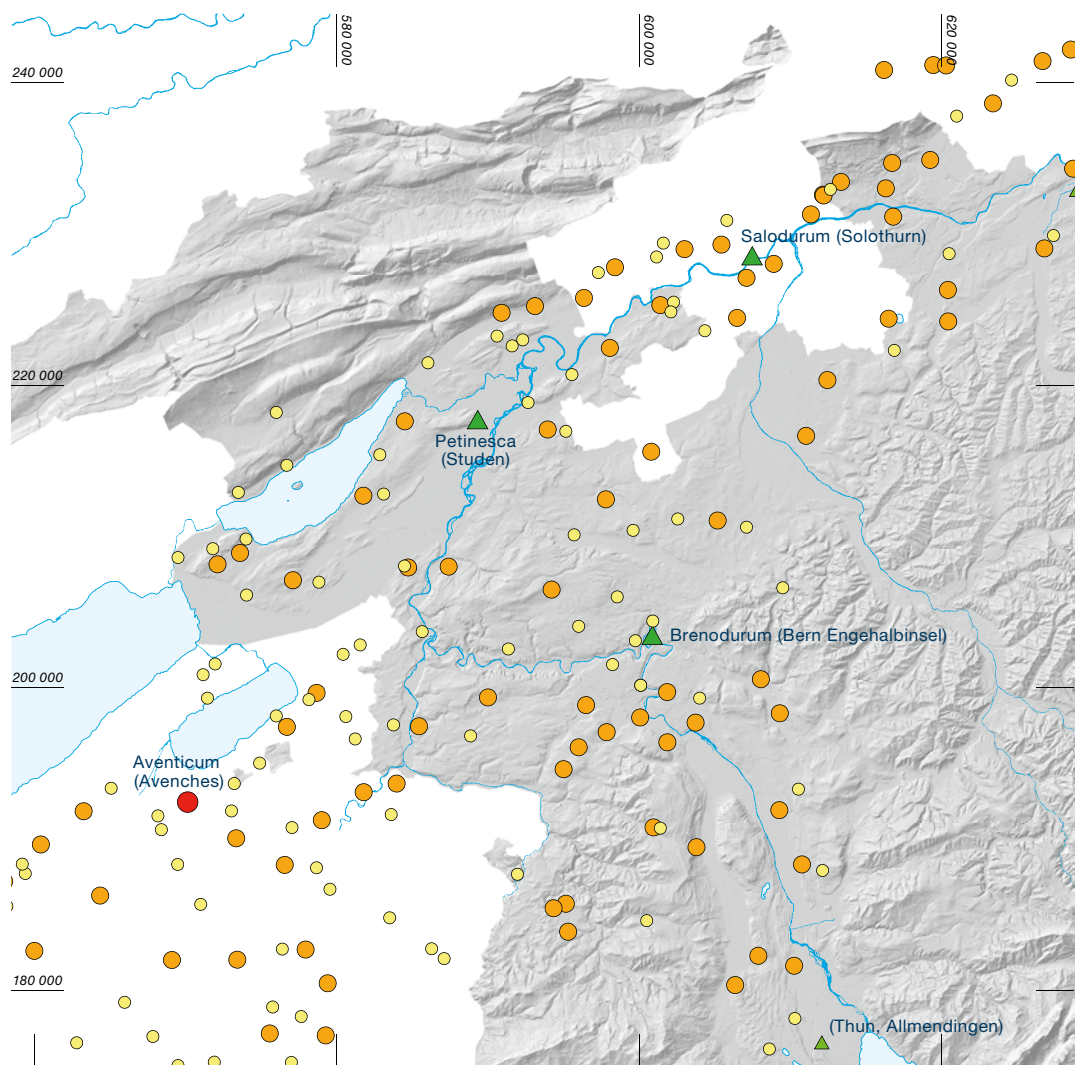 580 000
600 000
620 000
240 000
Salodurum (Solothurn)
220 000
Petinesca
(Studen)
Brenodurum (Bern Engehalbinsel)
200 000
Aventicum
(Avenches)
180 000
(Thun, Allmendingen)